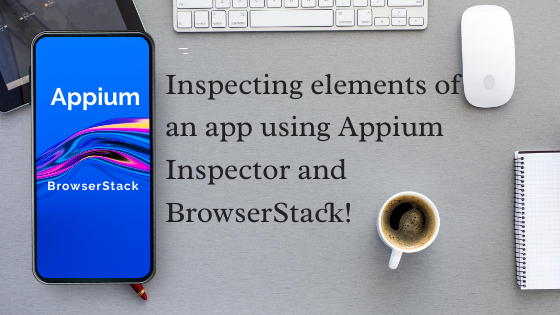 Appium
BrowserStack
Inspecting elements of
an app using Appium
Inspector and
BrowserStack!